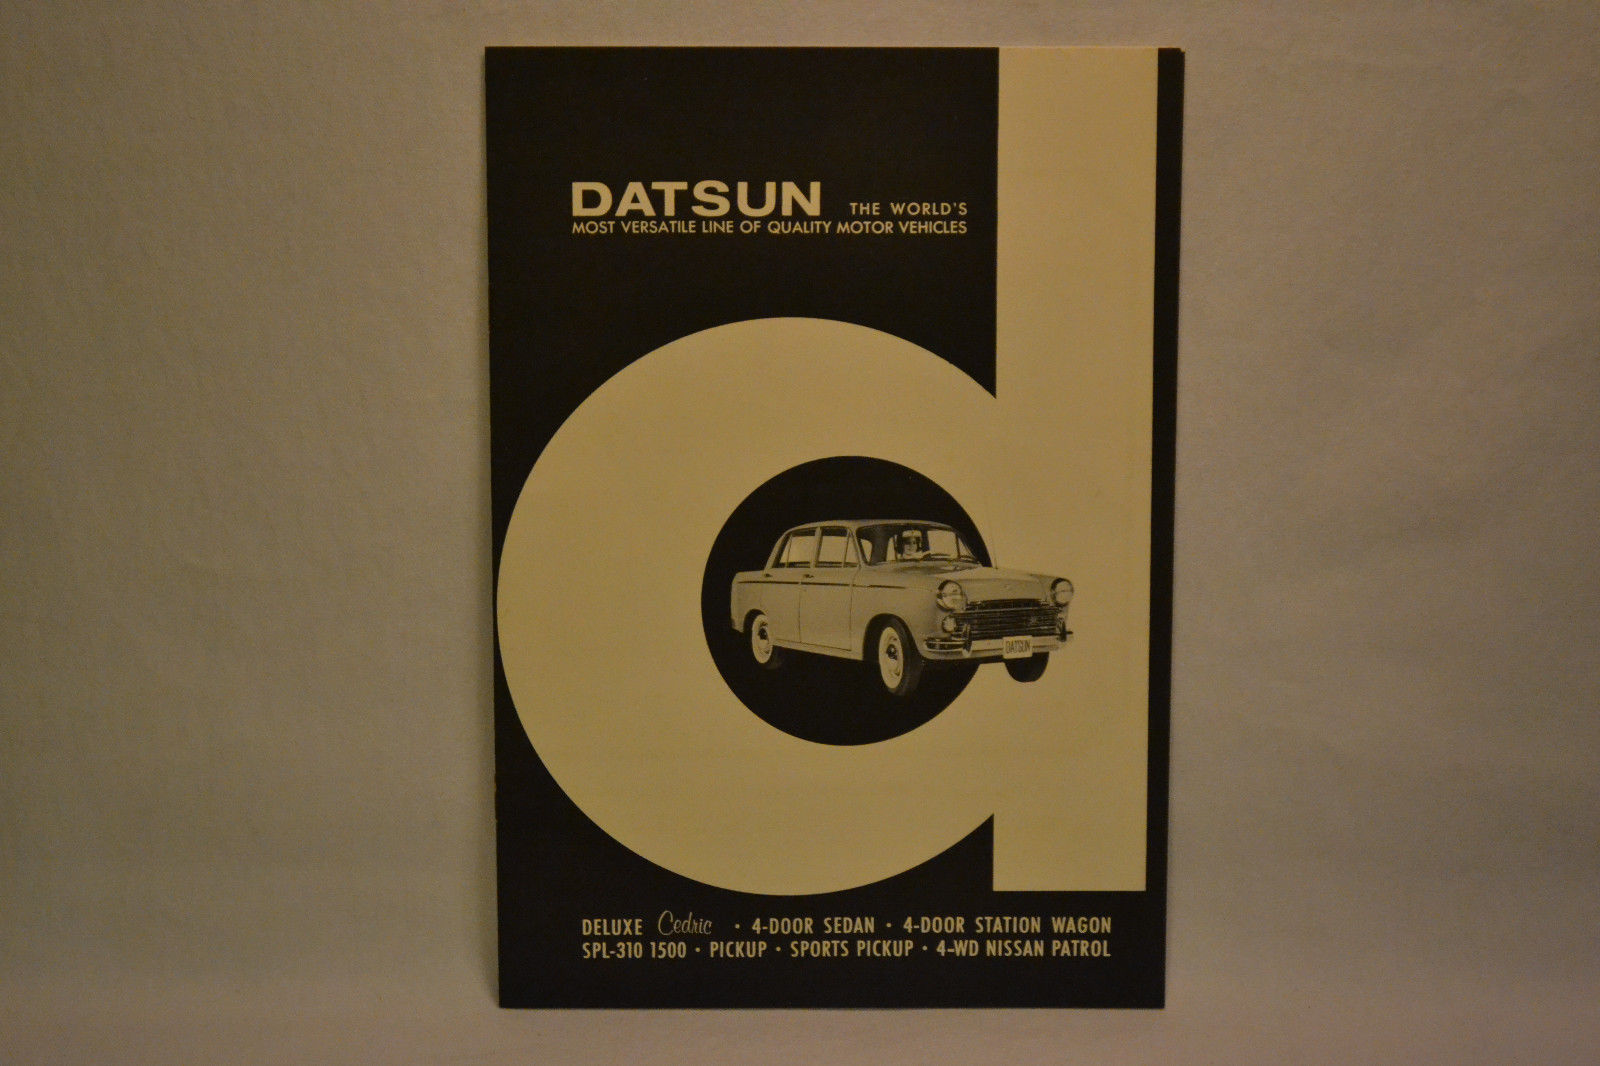 DATSUN THE WORLD'S
MOST VERSATILE LINE OF QUALITY MOTOR VEHICLES
d
DATSUN
DELUXE Cedric · 4-DOOR SEDAN · 4-DOOR STATION WAGON
SPL-310 1500 · PICKUP · SPORTS PICKUP · 4-WD NISSAN PATROL